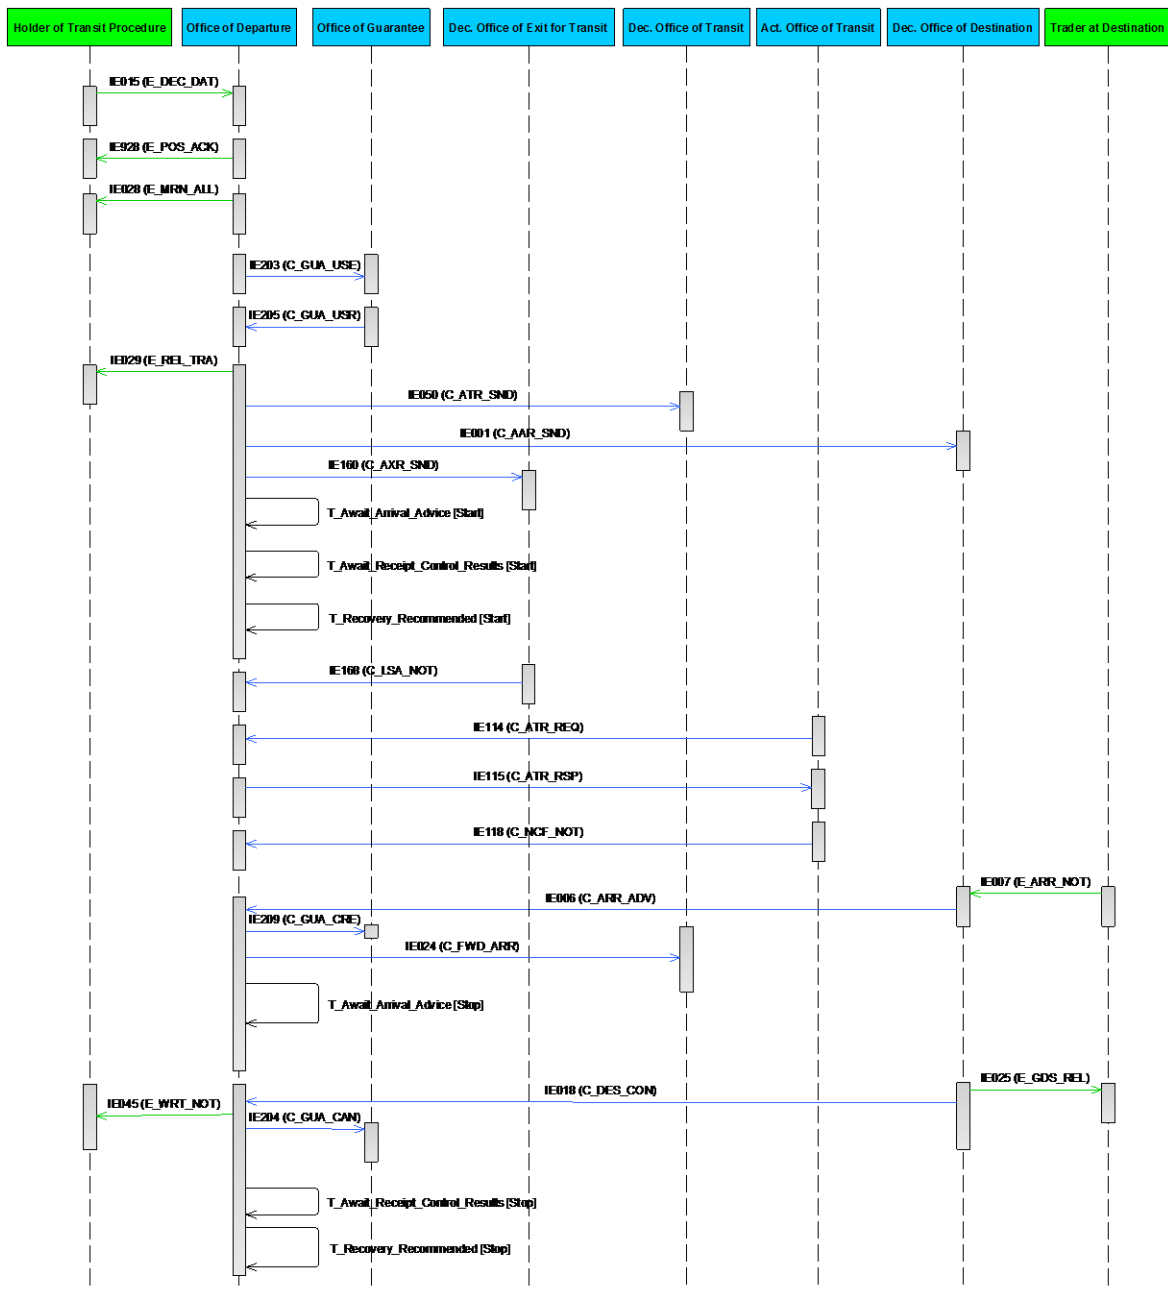 Holder of Transit Procedure
Office of Departure
Office of Guarantee
Dec. Office of Exit for Transit
Dec. Office of Transit
Act. Office of Transit
Dec. Office of Destination
Trader at Destination
IE015 (E_DEC_DAT)
IE928 (E_POS_ACK)
IE028 (E_MRN_ALL)
IE203 (C_GUA_USE)
IE205 (C_GUA_USR)
IE029 (E_REL_TRA)
IE050 (C_ATR_SND)
IE001 (C_AAR_SND)
IE160 (C_AXR_SND)
T_Await_Arrival_Advice [Start]
T_Await_Receipt_Control_Results [Start]
T_Recovery_Recommended [Start]
IE168 (C_LSA_NOT)
IE114 (C_ATR_REQ)
IE115 (C_ATR_RSP)
IE118 (C_NCF_NOT)
IE007 (E_ARR_NOT)
IE006 (C_ARR_ADV)
IE209 (C_GUA_CRE)
IE024 (C_FWD_ARR)
T_Await_Arrival_Advice [Stop]
IE025 (E_GDS_REL)
IE018 (C_DES_CON)
IE045 (E_WRT_NOT)
IE204 (C_GUA_CAN)
T_Await_Receipt_Control_Results [Stop]
T_Recovery_Recommended [Stop]